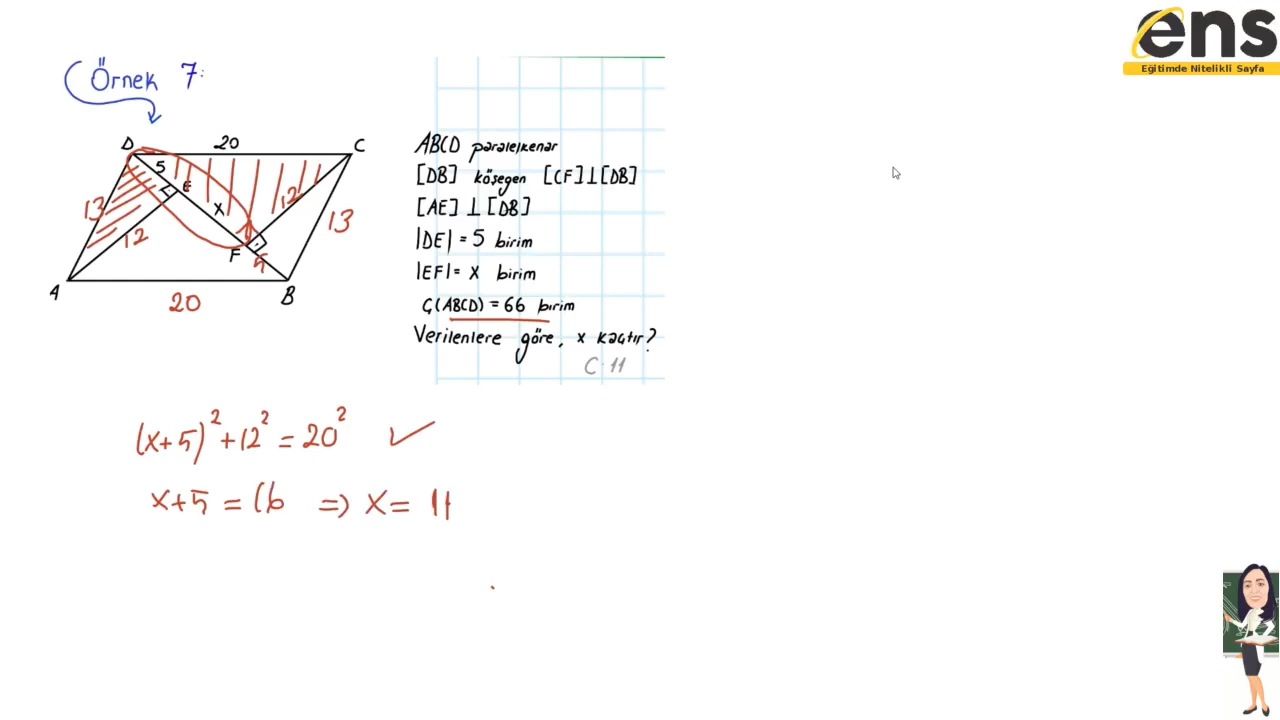 ens
Eğitimde Nitelikli Sayfa
Örnek 7:
D 20 C
5
E
13
X
12
12
13
F
5
A
B
20
ABCD paralelkenar
[DB] köşegen [CF]⊥[DB]
[AE] ⊥ [DB]
|DE| = 5 birim
|EF| = x birim
Ç(ABCD) = 66 birim
Verilenlere göre, x kaçtır?
C: 11
(x+5)² + 12² = 20² ✓
x+5 = 16 => x = 11